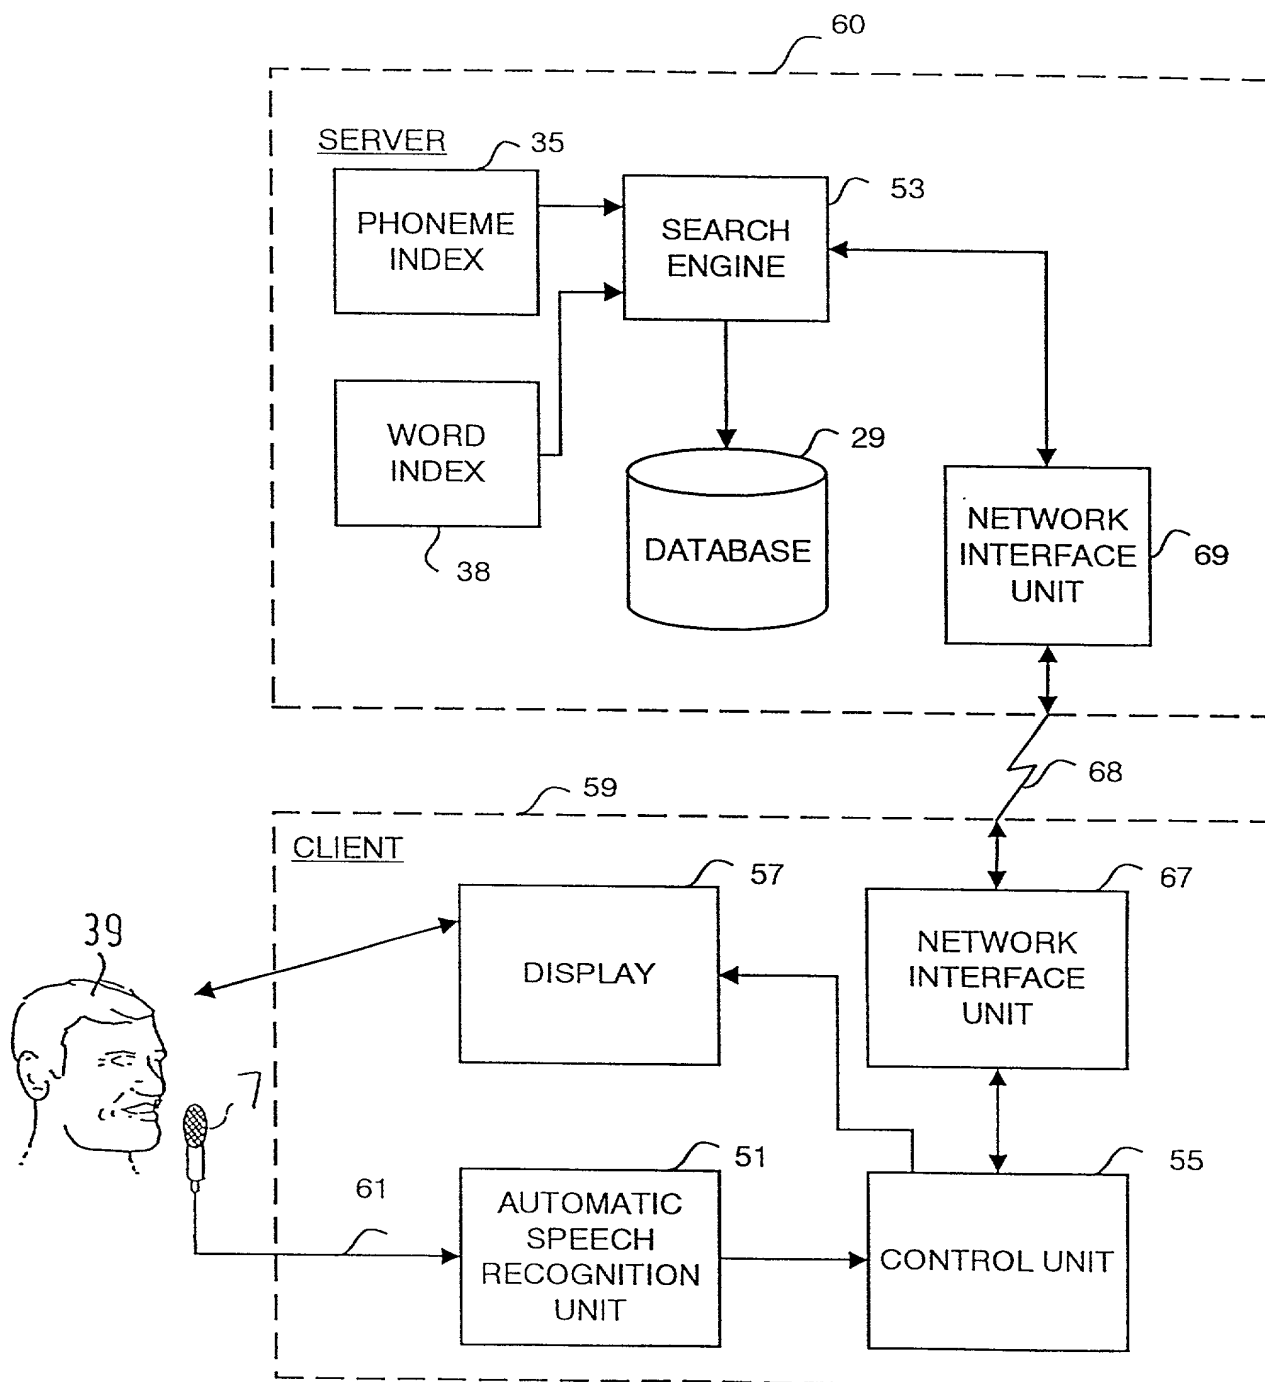 60
SERVER
35
PHONEME
INDEX
SEARCH
ENGINE
53
WORD
INDEX
38
29
DATABASE
NETWORK
INTERFACE
UNIT
69
68
59
CLIENT
57
DISPLAY
67
NETWORK
INTERFACE
UNIT
39
61
51
AUTOMATIC
SPEECH
RECOGNITION
UNIT
55
CONTROL UNIT